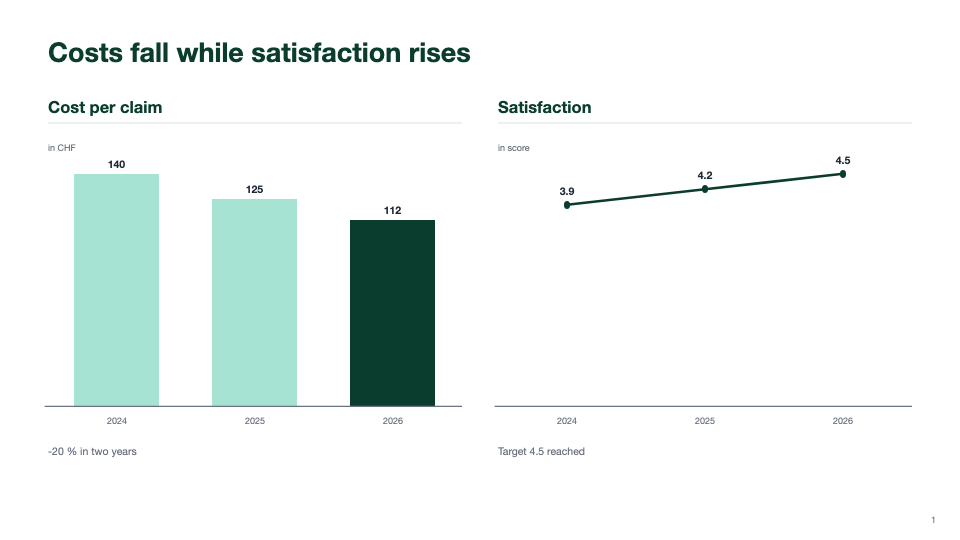 Costs fall while satisfaction rises
Cost per claim
in CHF
140
125
112
2024
2025
2026
-20 % in two years
Satisfaction
in score
3.9
4.2
4.5
2024
2025
2026
Target 4.5 reached
1